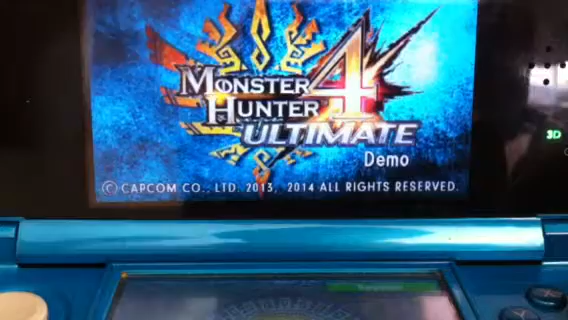 MONSTER
HUNTER 4
ULTIMATE
Demo
© CAPCOM CO., LTD. 2013, 2014 ALL RIGHTS RESERVED.
3D
X